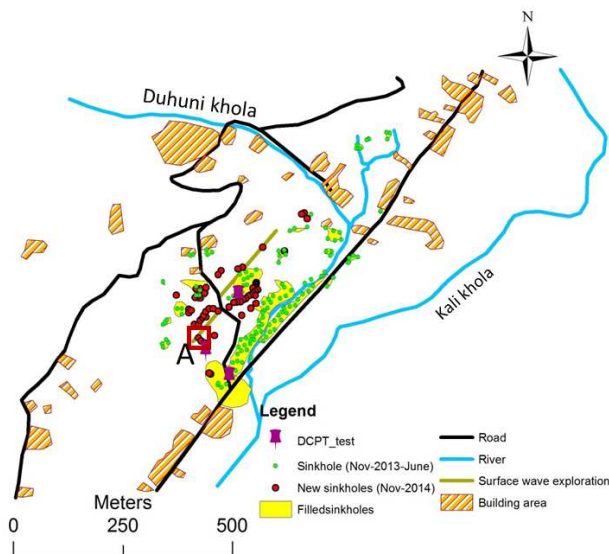 N
Duhuni khola
Kali khola
A
Legend
DCPT_test
Sinkhole (Nov-2013-June)
New sinkholes (Nov-2014)
Filledsinkholes
Road
River
Surface wave exploration
Building area
Meters
0 250 500